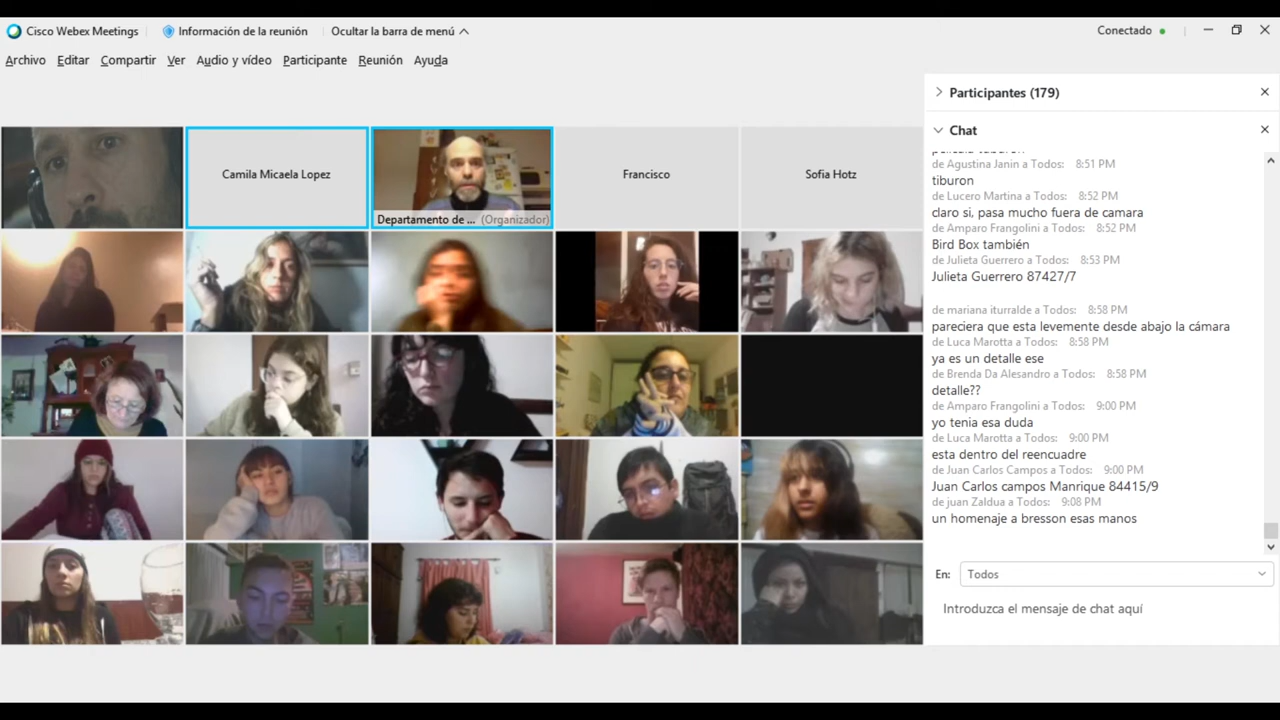 Cisco Webex Meetings
Información de la reunión
Ocultar la barra de menú
Conectado
Archivo Editar Compartir Ver Audio y vídeo Participante Reunión Ayuda
Participantes (179)
Chat
Camila Micaela Lopez
Departamento de ... (Organizador)
Francisco
Sofia Hotz
de Agustina Janin a Todos: 8:51 PM
tiburon
de Lucero Martina a Todos: 8:52 PM
claro si, pasa mucho fuera de camara
de Amparo Frangolini a Todos: 8:52 PM
Bird Box también
de Julieta Guerrero a Todos: 8:53 PM
Julieta Guerrero 87427/7
de mariana iturralde a Todos: 8:58 PM
pareciera que esta levemente desde abajo la cámara
de Luca Marotta a Todos: 8:58 PM
ya es un detalle ese
de Brenda Da Alesandro a Todos: 8:58 PM
detalle??
de Amparo Frangolini a Todos: 9:00 PM
yo tenia esa duda
de Luca Marotta a Todos: 9:00 PM
esta dentro del reencuadre
de Juan Carlos Campos a Todos: 9:00 PM
Juan Carlos campos Manrique 84415/9
de juan Zaldua a Todos: 9:08 PM
un homenaje a bresson esas manos
En: Todos
Introduzca el mensaje de chat aquí